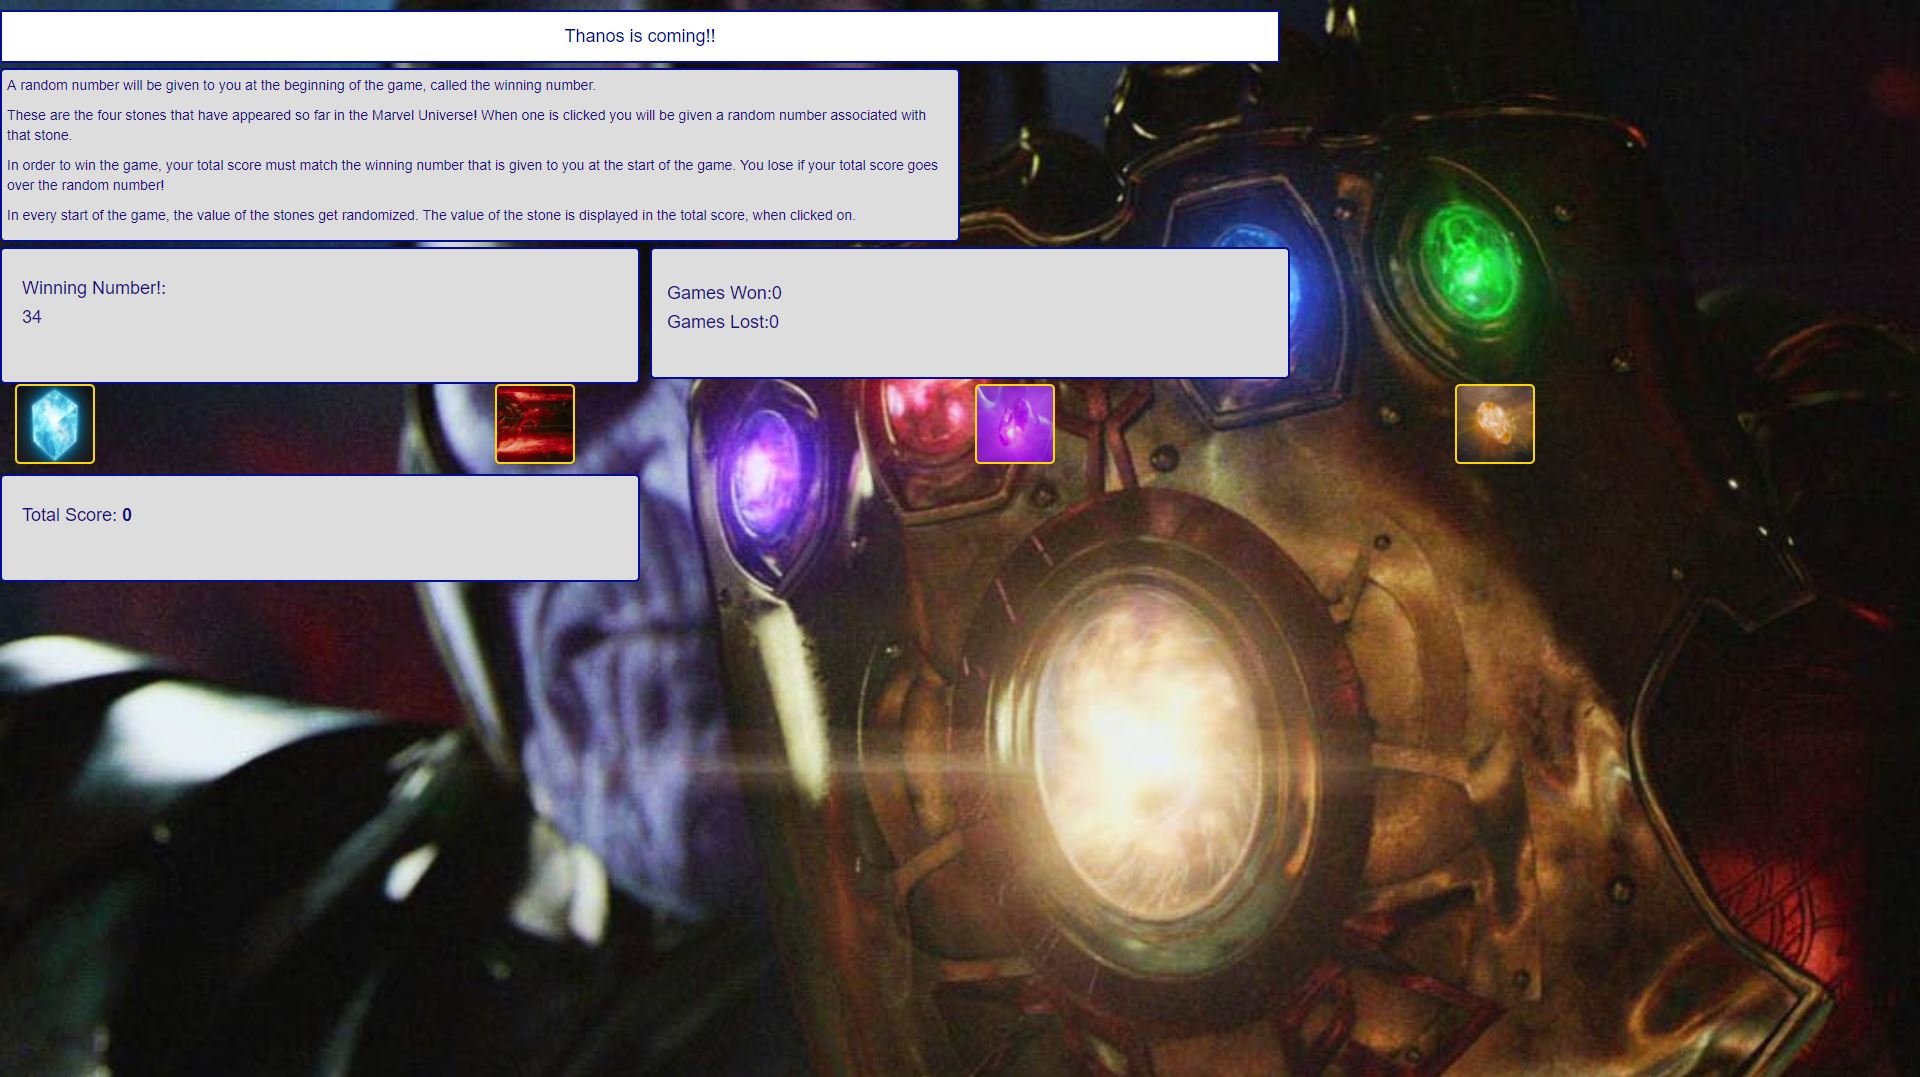 Thanos is coming!!
A random number will be given to you at the beginning of the game, called the winning number.
These are the four stones that have appeared so far in the Marvel Universe! When one is clicked you will be given a random number associated with
that stone.
In order to win the game, your total score must match the winning number that is given to you at the start of the game. You lose if your total score goes
over the random number!
In every start of the game, the value of the stones get randomized. The value of the stone is displayed in the total score, when clicked on.
Winning Number!:
34
Games Won:0
Games Lost:0
Total Score: 0